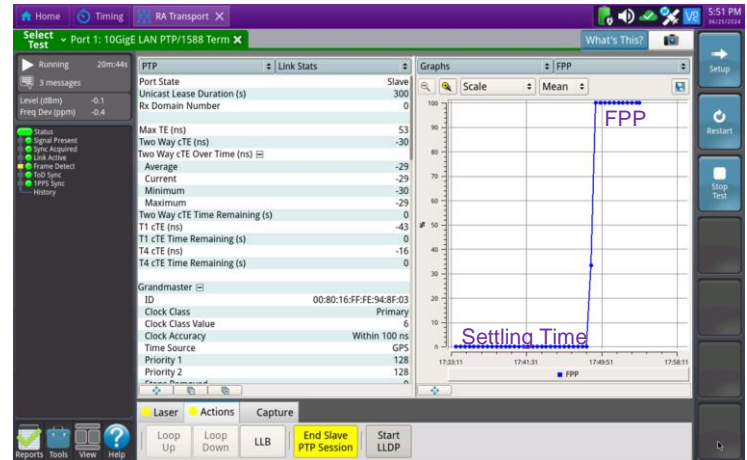 Home
Timing
RA Transport
5:51 PM
06/25/2024
Select Test
Port 1: 10GigE LAN PTP/1588 Term
What's This?
Running 20m:44s
3 messages
Level (dBm) -0.1
Freq Dev (ppm) -0.4
Status
Signal Present
Sync Acquired
Link Active
Frame Detect
ToD Sync
1PPS Sync
History
PTP Link Stats
Port State Slave
Unicast Lease Duration (s) 300
Rx Domain Number 0
Max TE (ns) 53
Two Way cTE (ns) -30
Two Way cTE Over Time (ns)
Average -29
Current -29
Minimum -30
Maximum -29
Two Way cTE Time Remaining (s) 0
T1 cTE (ns) -43
T1 cTE Time Remaining (s) 0
T4 cTE (ns) -16
T4 cTE Time Remaining (s) 0
Grandmaster
ID 00:80:16:FF:FE:94:8F:03
Clock Class Primary
Clock Class Value 6
Clock Accuracy Within 100 ns
Time Source GPS
Priority 1 128
Priority 2 128
Graphs FPP
Scale Mean
100
90
80
70
60
50
40
30
20
10
0
%
FPP
Settling Time
17:33:11 17:41:31 17:49:51 17:58:11
FPP
Setup
Restart
Stop Test
Laser Actions Capture
Loop Up
Loop Down
LLB
End Slave PTP Session
Start LLDP
Reports Tools View Help